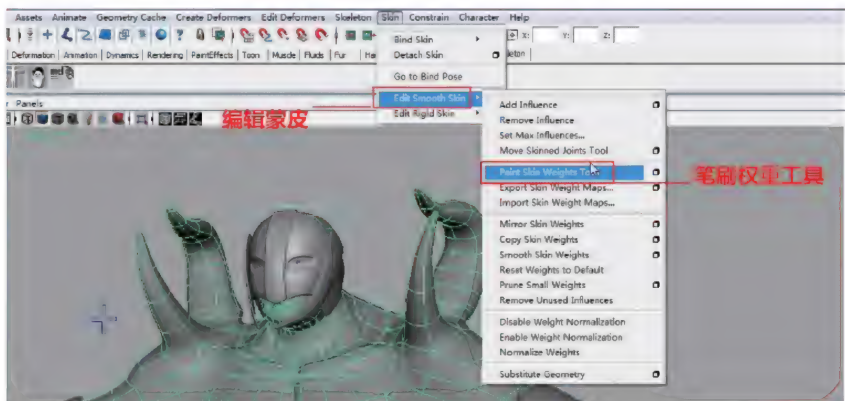 Assets Animate Geometry Cache Create Deformers Edit Deformers Skeleton Skin Constrain Character Help
X: Y: Z:
Deformation Animation Dynamics Rendering PaintEffects Toon Muscle Fluids Fur
Panels
Bind Skin
Detach Skin
Go to Bind Pose
Edit Smooth Skin
Edit Rigid Skin
编辑蒙皮
Add Influence
Remove Influence
Set Max Influences...
Move Skinned Joints Tool
Paint Skin Weights
Export Skin Weight Maps...
Import Skin Weight Maps...
Mirror Skin Weights
Copy Skin Weights
Smooth Skin Weights
Reset Weights to Default
Prune Small Weights
Remove Unused Influences
Disable Weight Normalization
Enable Weight Normalization
Normalize Weights
Substitute Geometry
笔刷权重工具